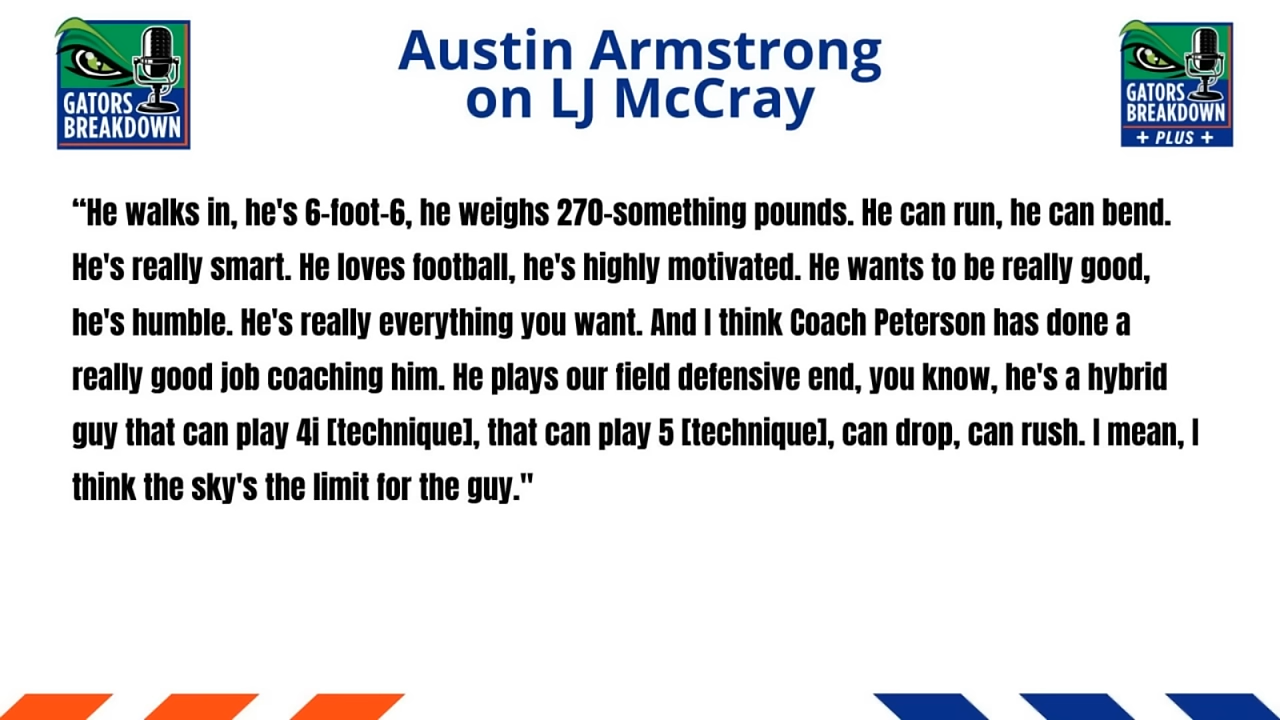 GATORS
BREAKDOWN
Austin Armstrong
on LJ McCray
GATORS
BREAKDOWN
+ PLUS +
“He walks in, he's 6-foot-6, he weighs 270-something pounds. He can run, he can bend.
He's really smart. He loves football, he's highly motivated. He wants to be really good,
he's humble. He's really everything you want. And I think Coach Peterson has done a
really good job coaching him. He plays our field defensive end, you know, he's a hybrid
guy that can play 4i [technique], that can play 5 [technique], can drop, can rush. I mean, I
think the sky's the limit for the guy."